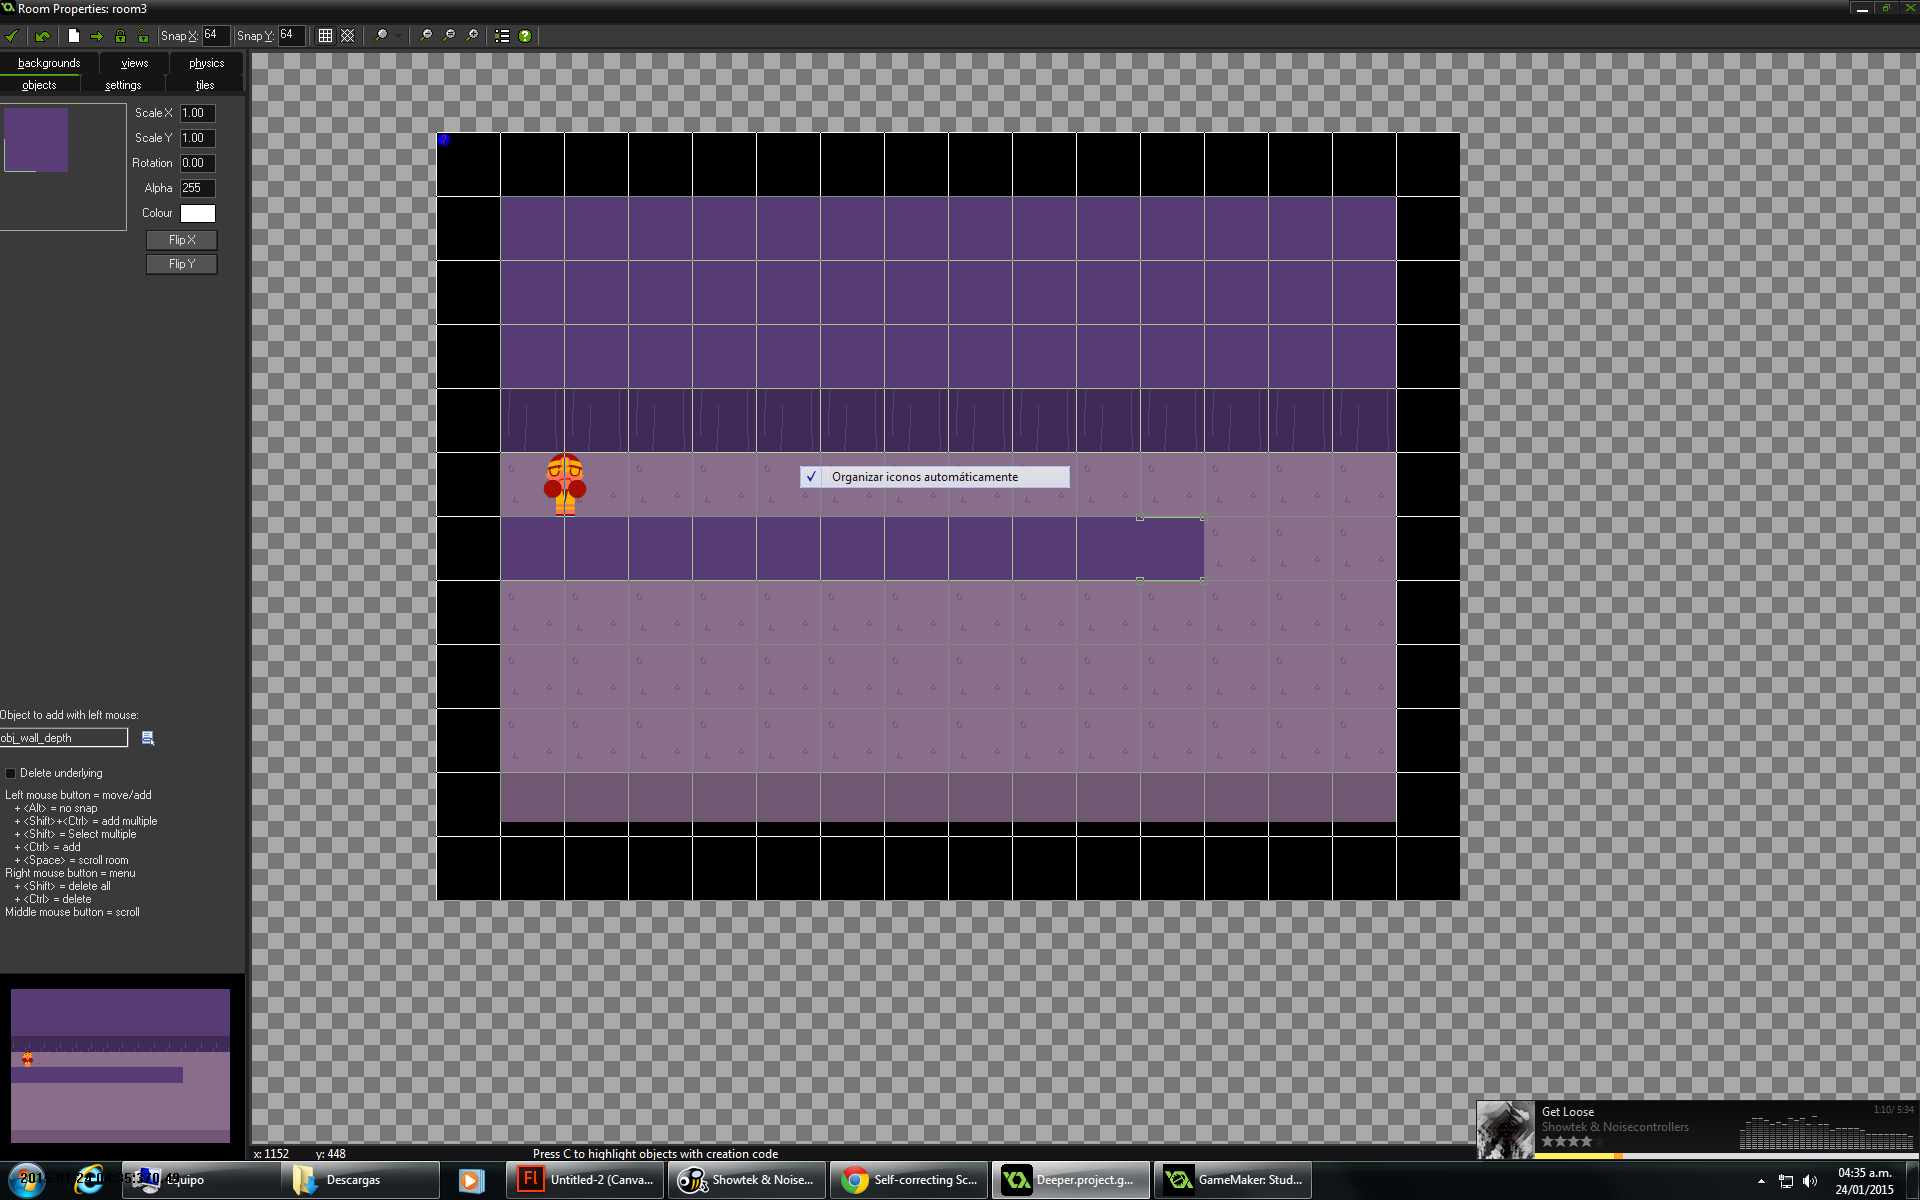 Room Properties: room3
Snap X: 64 Snap Y: 64
backgrounds views physics
objects settings tiles
Scale X 1.00
Scale Y 1.00
Rotation 0.00
Alpha 255
Colour
Flip X
Flip Y
✓ Organizar iconos automáticamente
Object to add with left mouse:
obj_wall_depth
Delete underlying
Left mouse button = move/add
+ <Alt> = no snap
+ <Shift>+<Ctrl> = add multiple
+ <Shift> = Select multiple
+ <Ctrl> = add
+ <Space> = scroll room
Right mouse button = menu
+ <Shift> = delete all
+ <Ctrl> = delete
Middle mouse button = scroll
Get Loose
1:10/ 5:34
Showtek & Noisecontrollers
x: 1152 y: 448 Press C to highlight objects with creation code
Descargas
Fl Untitled-2 (Canva...
Showtek & Noise...
Self-correcting Sc...
Deeper.project.g...
GameMaker: Stud...
04:35 a.m.
24/01/2015